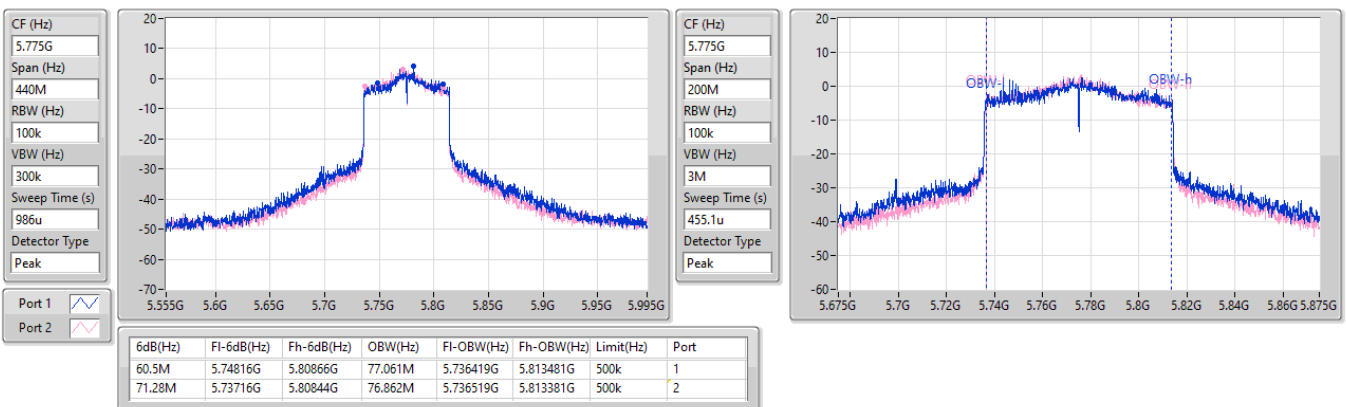 CF (Hz)
5.775G
Span (Hz)
440M
RBW (Hz)
100k
VBW (Hz)
300k
Sweep Time (s)
986u
Detector Type
Peak
Port 1
Port 2
20
10
0
-10
-20
-30
-40
-50
-60
-70
5.555G 5.6G 5.65G 5.7G 5.75G 5.8G 5.85G 5.9G 5.95G 5.995G
CF (Hz)
5.775G
Span (Hz)
200M
RBW (Hz)
100k
VBW (Hz)
3M
Sweep Time (s)
455.1u
Detector Type
Peak
20
10
0
-10
-20
-30
-40
-50
-60
OBW- OBW-h
5.675G 5.7G 5.72G 5.74G 5.76G 5.78G 5.8G 5.82G 5.84G 5.86G 5.875G
6dB(Hz) Fl-6dB(Hz) Fh-6dB(Hz) OBW(Hz) Fl-OBW(Hz) Fh-OBW(Hz) Limit(Hz) Port
60.5M 5.74816G 5.80866G 77.061M 5.736419G 5.813481G 500k 1
71.28M 5.73716G 5.80844G 76.862M 5.736519G 5.813381G 500k 2